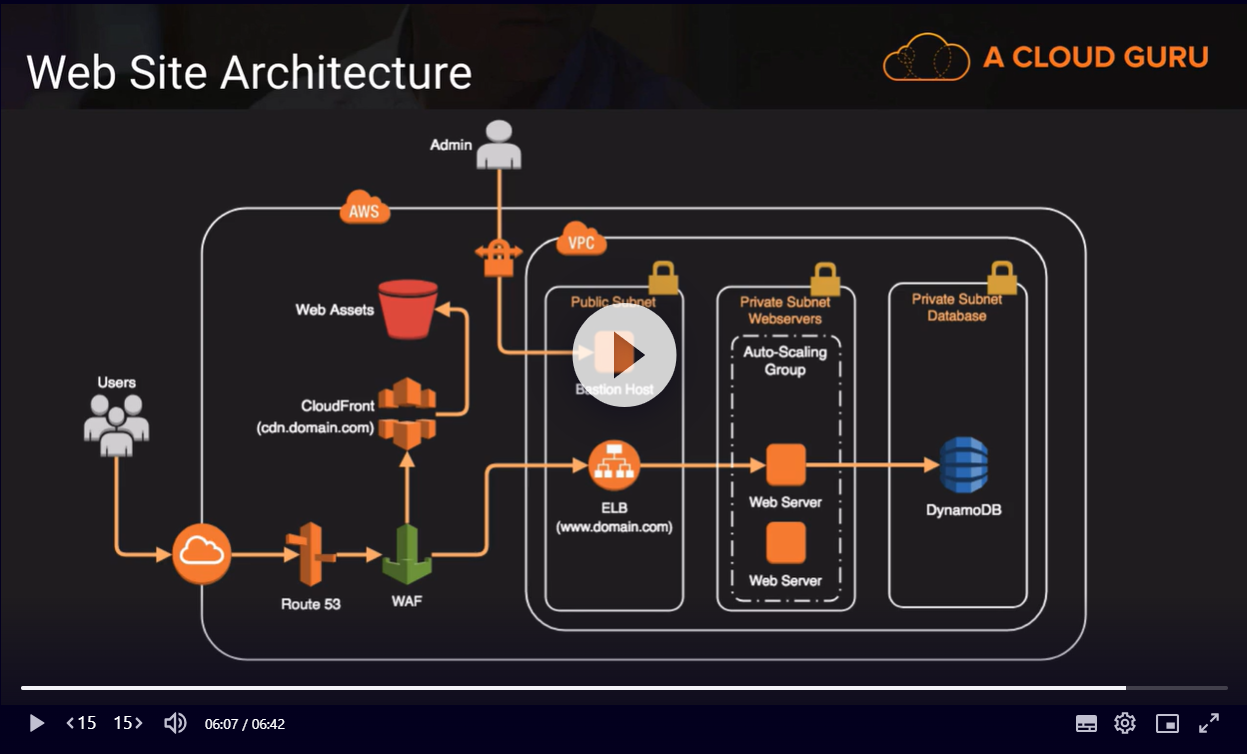 Web Site Architecture
A CLOUD GURU
Admin
AWS
VPC
Public Subnet
Private Subnet
Webservers
Private Subnet
Database
Web Assets
Auto-Scaling
Group
Bastion Host
Users
CloudFront
(cdn.domain.com)
ELB
(www.domain.com)
Web Server
DynamoDB
Web Server
Route 53
WAF
15
15
06:07 / 06:42